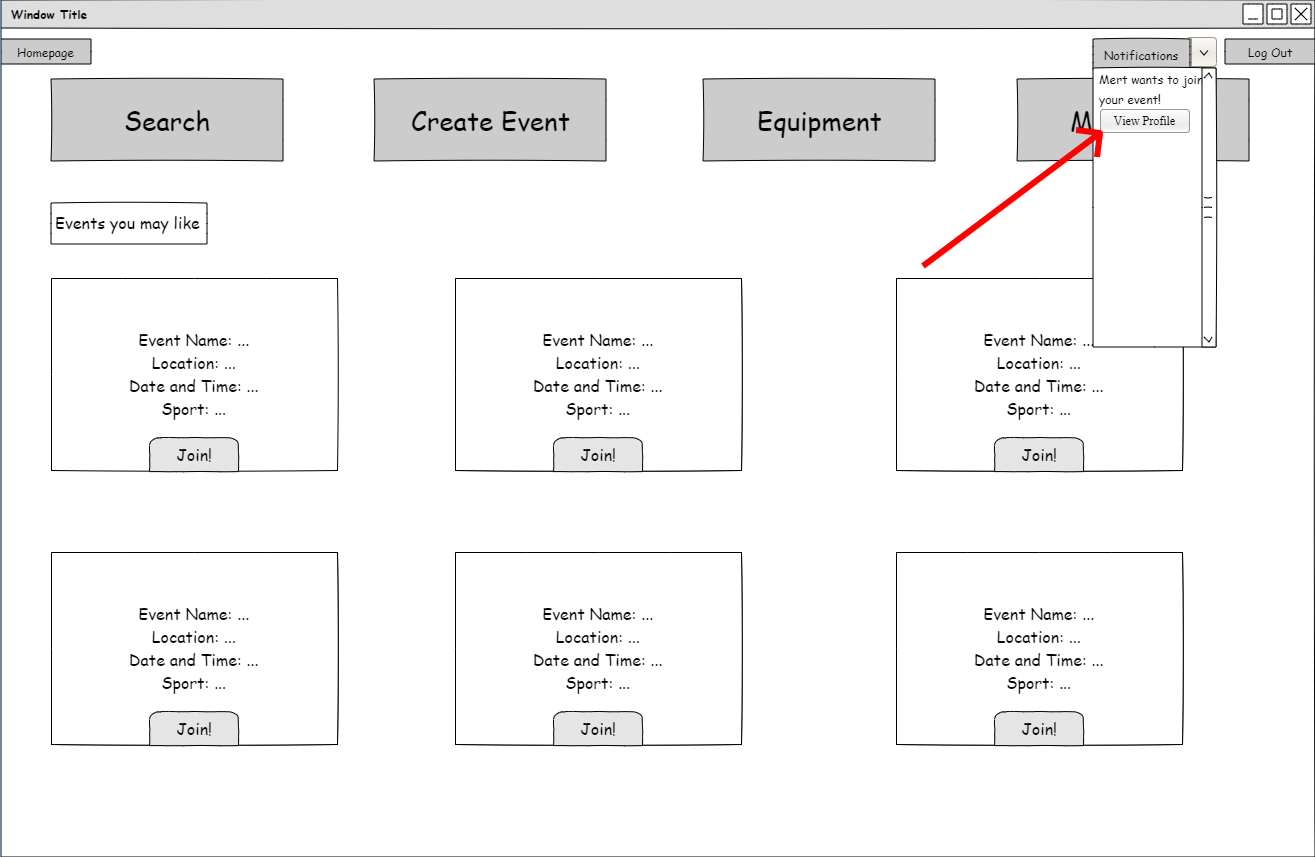 Window Title
Homepage
Notifications
Log Out
Mert wants to join
your event!
View Profile
Search
Create Event
Equipment
M
Events you may like
Event Name: ...
Location: ...
Date and Time: ...
Sport: ...
Join!
Event Name: ...
Location: ...
Date and Time: ...
Sport: ...
Join!
Event Name: ...
Location: ...
Date and Time: ...
Sport: ...
Join!
Event Name: ...
Location: ...
Date and Time: ...
Sport: ...
Join!
Event Name: ...
Location: ...
Date and Time: ...
Sport: ...
Join!
Event Name: ...
Location: ...
Date and Time: ...
Sport: ...
Join!